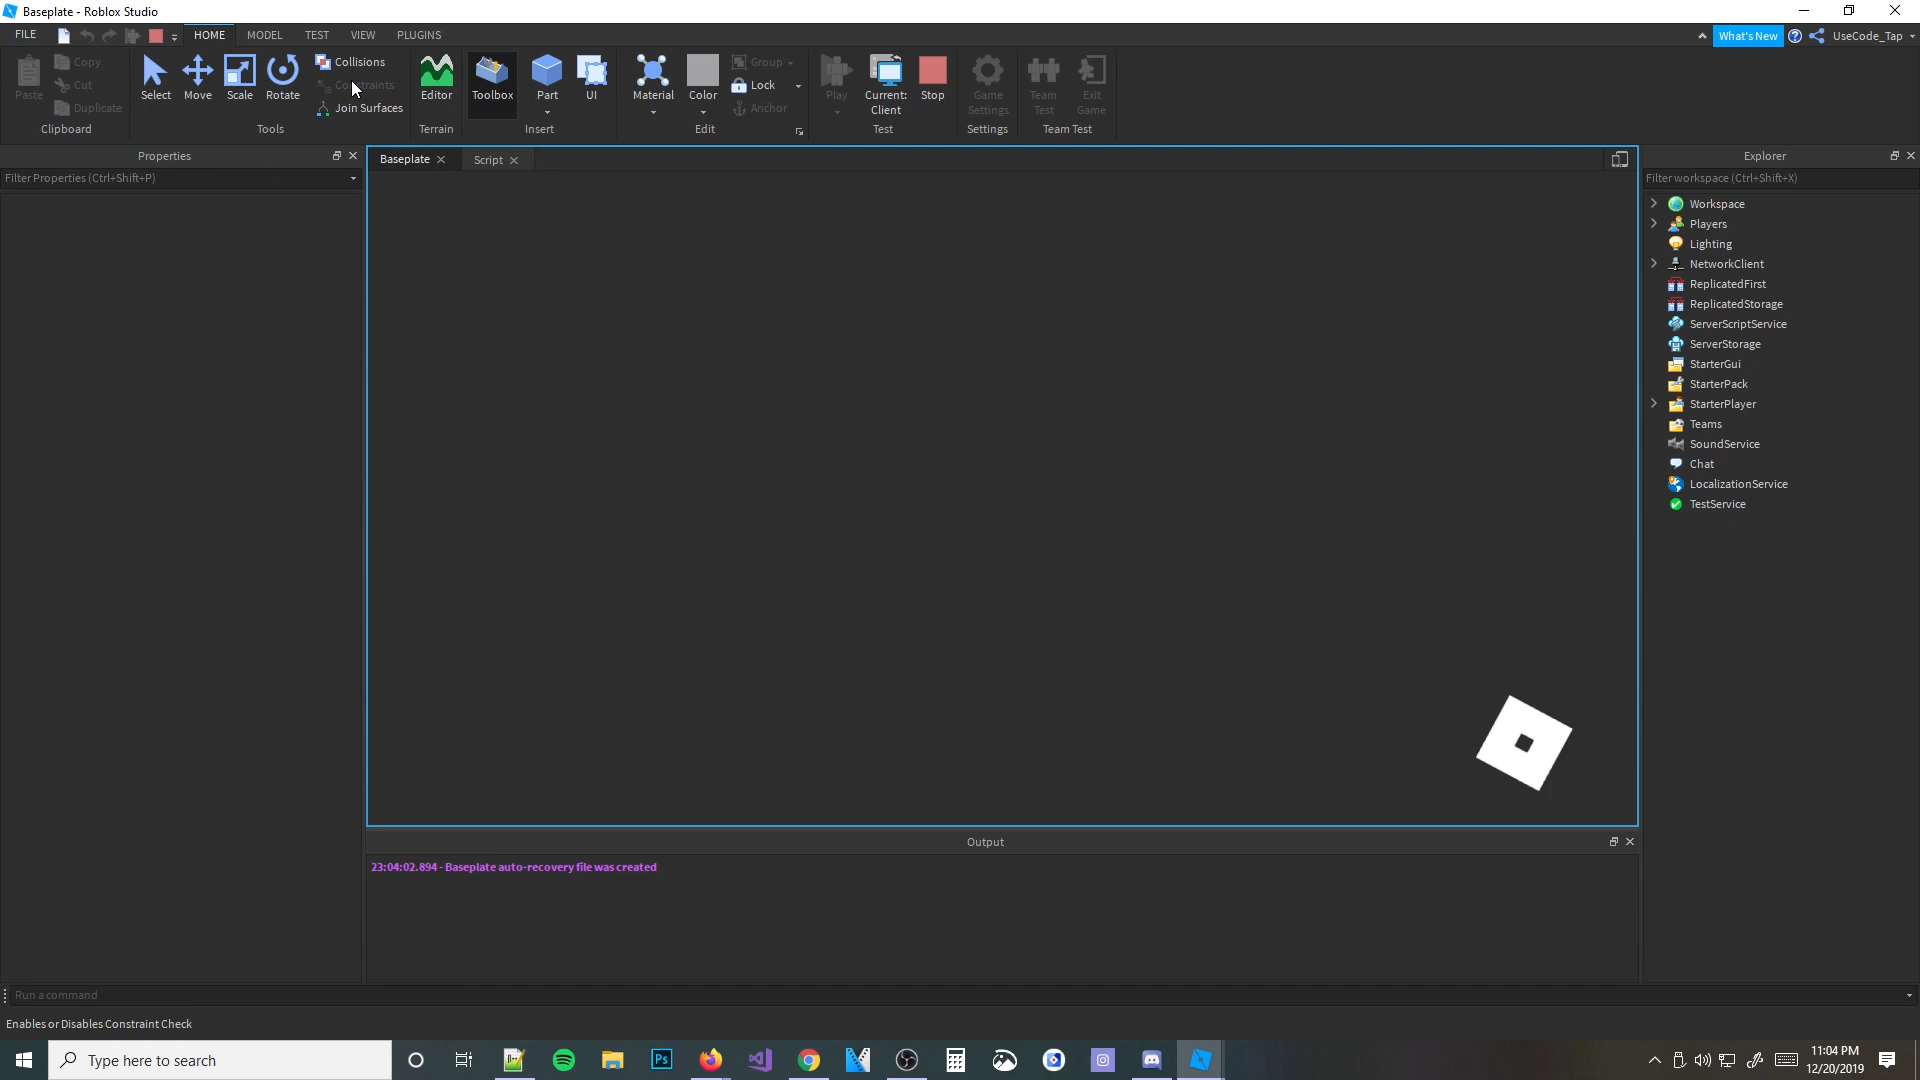 Baseplate - Roblox Studio
FILE
HOME
MODEL
TEST
VIEW
PLUGINS
What's New
UseCode_Tap
Paste
Copy
Cut
Duplicate
Clipboard
Select
Move
Scale
Rotate
Collisions
Constraints
Join Surfaces
Tools
Editor
Terrain
Toolbox
Part
UI
Insert
Material
Color
Group
Lock
Anchor
Edit
Play
Current:
Client
Stop
Test
Game
Settings
Settings
Team
Test
Exit
Game
Team Test
Properties
Filter Properties (Ctrl+Shift+P)
Baseplate
Script
Explorer
Filter workspace (Ctrl+Shift+X)
Workspace
Players
Lighting
NetworkClient
ReplicatedFirst
ReplicatedStorage
ServerScriptService
ServerStorage
StarterGui
StarterPack
StarterPlayer
Teams
SoundService
Chat
LocalizationService
TestService
Output
23:04:02.894 - Baseplate auto-recovery file was created
Run a command
Enables or Disables Constraint Check
Type here to search
Ps
11:04 PM
12/20/2019